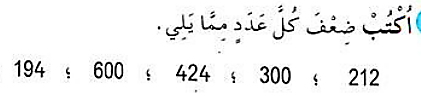 اُكْتُبْ ضِعْفَ كُلَّ عَدَدٍ مِمَّا يَلِي.
212 ؛ 300 ؛ 424 ؛ 600 ؛ 194